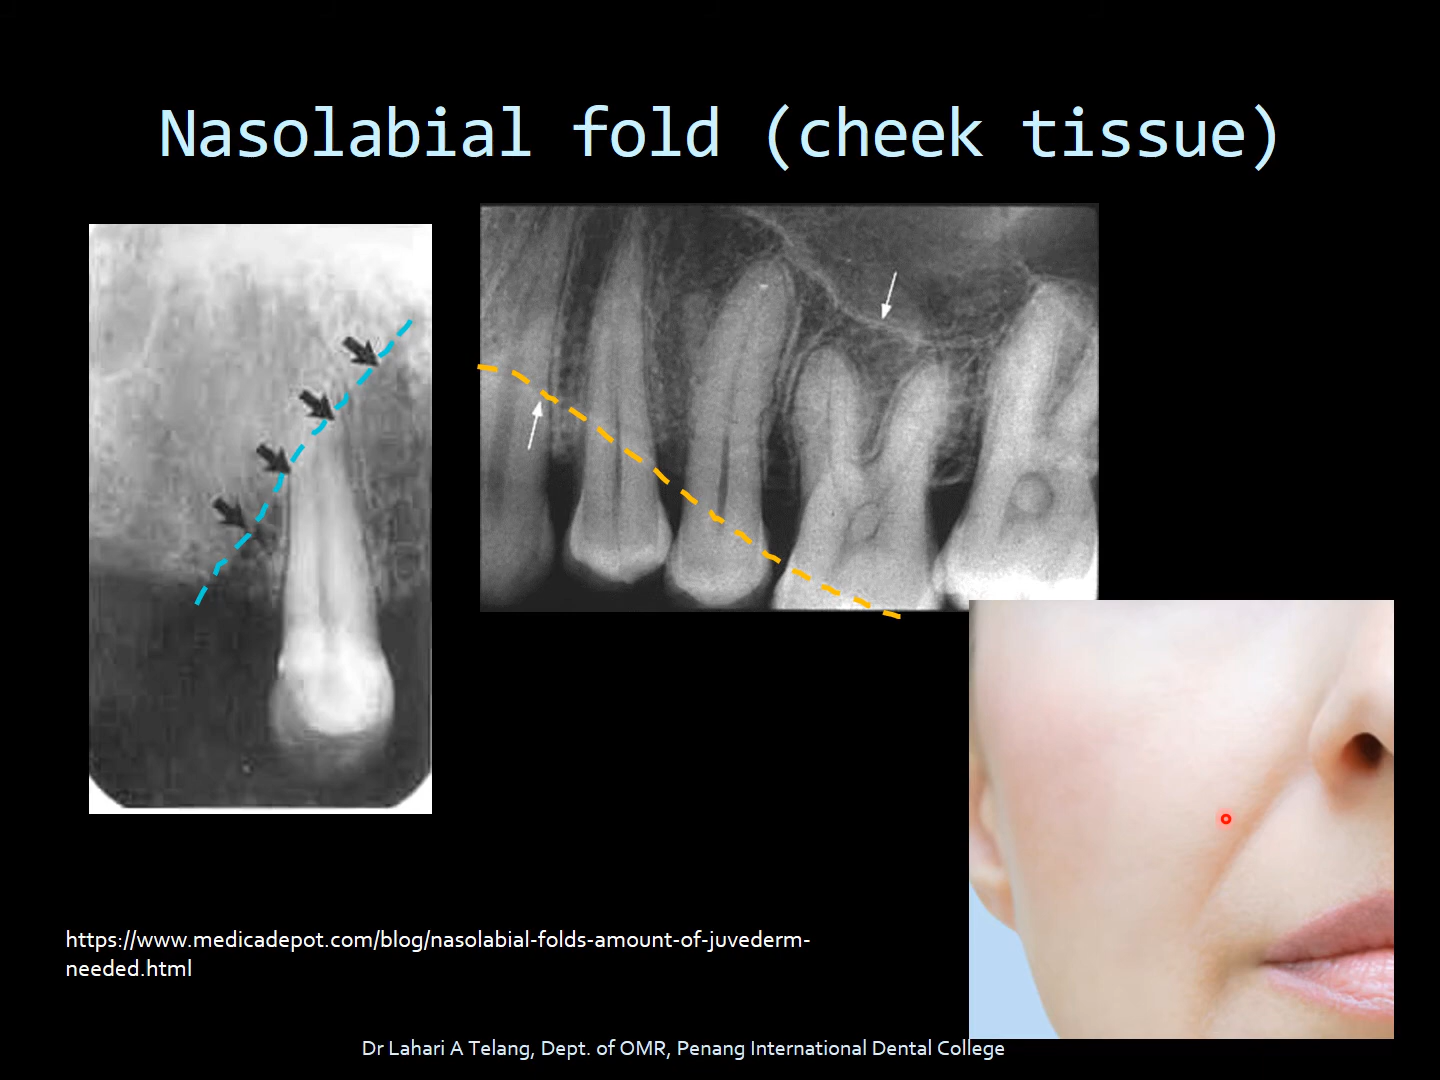 Nasolabial fold (cheek tissue)
https://www.medicadepot.com/blog/nasolabial-folds-amount-of-juvederm-
needed.html
Dr Lahari A Telang, Dept. of OMR, Penang International Dental College